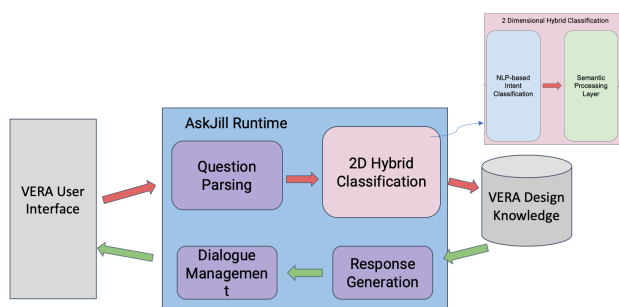 2 Dimensional Hybrid Classification
NLP-based
Intent
Classification
Semantic
Processing
Layer
AskJill Runtime
VERA User
Interface
Question
Parsing
2D Hybrid
Classification
VERA Design
Knowledge
Dialogue
Managemen
t
Response
Generation